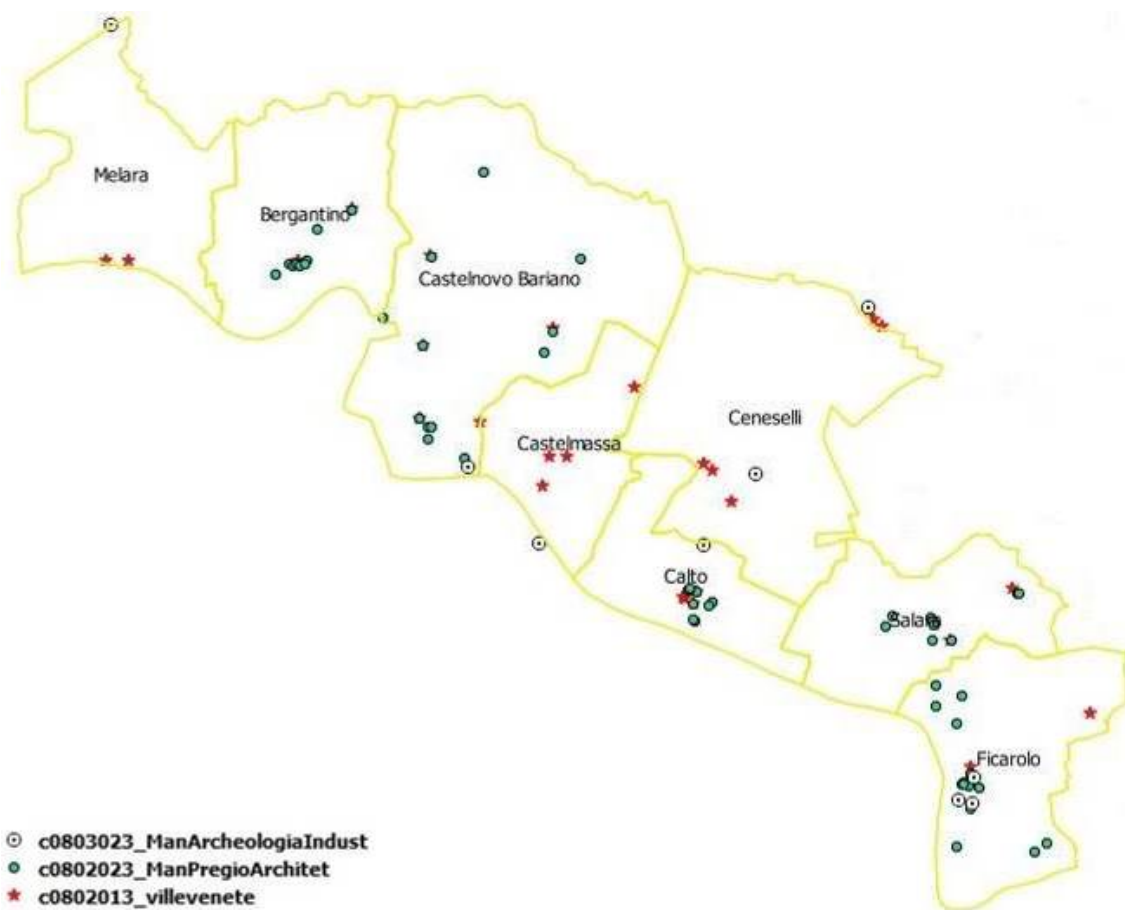 Melara
Bergantino
Castelnovo Bariano
Ceneselli
Castelmassa
Calto
Salara
Ficarolo
c0803023_ManArcheologiaIndust
c0802023_ManPregioArchitet
c0802013_villevenete